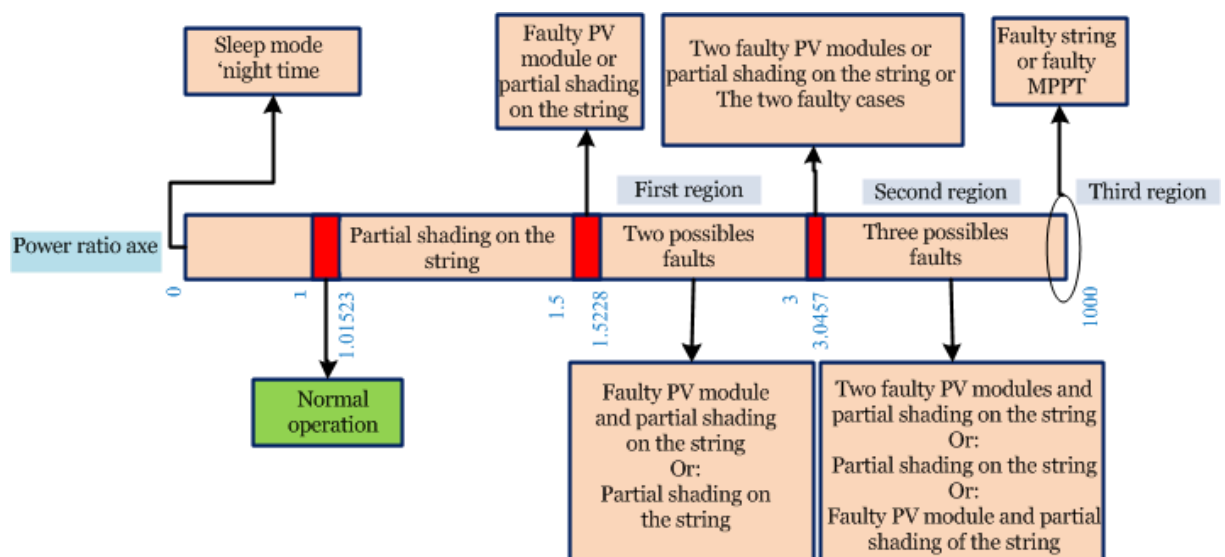 Sleep mode
'night time
Faulty PV
module or
partial shading
on the string
Two faulty PV modules or
partial shading on the string or
The two faulty cases
Faulty string
or faulty
MPPT
First region
Second region
Third region
Power ratio axe
Partial shading on the
string
Two possibles
faults
Three possibles
faults
0
1
1.01523
1.5
1.5228
3
3.0457
1000
Normal
operation
Faulty PV module
and partial shading
on the string
Or:
Partial shading on
the string
Two faulty PV modules and
partial shading on the string
Or:
Partial shading on the string
Or:
Faulty PV module and partial
shading of the string